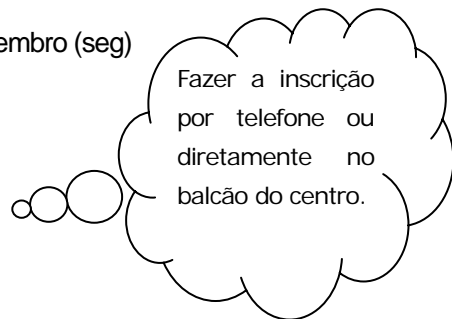 embro (seg)
Fazer a inscrição
por telefone ou
diretamente no
balcão do centro.